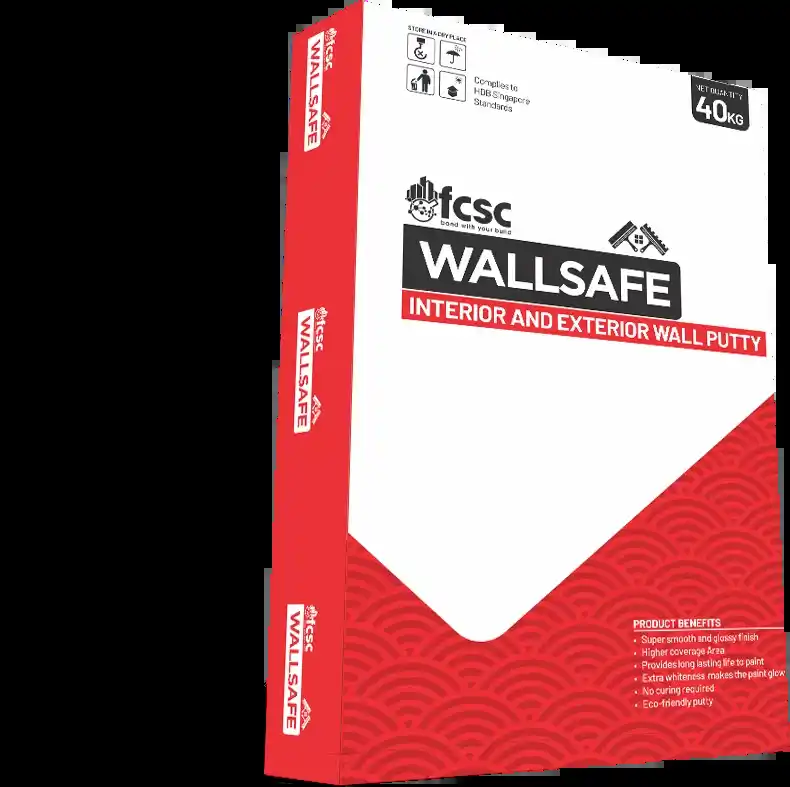 STORE IN A DRY PLACE
Complies to
HDB Singapore
Standards
NET QUANTITY
40KG
fcsc
bond with your build
WALLSAFE
INTERIOR AND EXTERIOR WALL PUTTY
PRODUCT BENEFITS
• Super smooth and glossy finish
• Higher coverage Area
• Provides long lasting life to paint
• Extra whiteness makes the paint glow
• No curing required
• Eco-friendly putty
fcsc
WALLSAFE
fcsc
WALLSAFE
fcsc
WALLSAFE